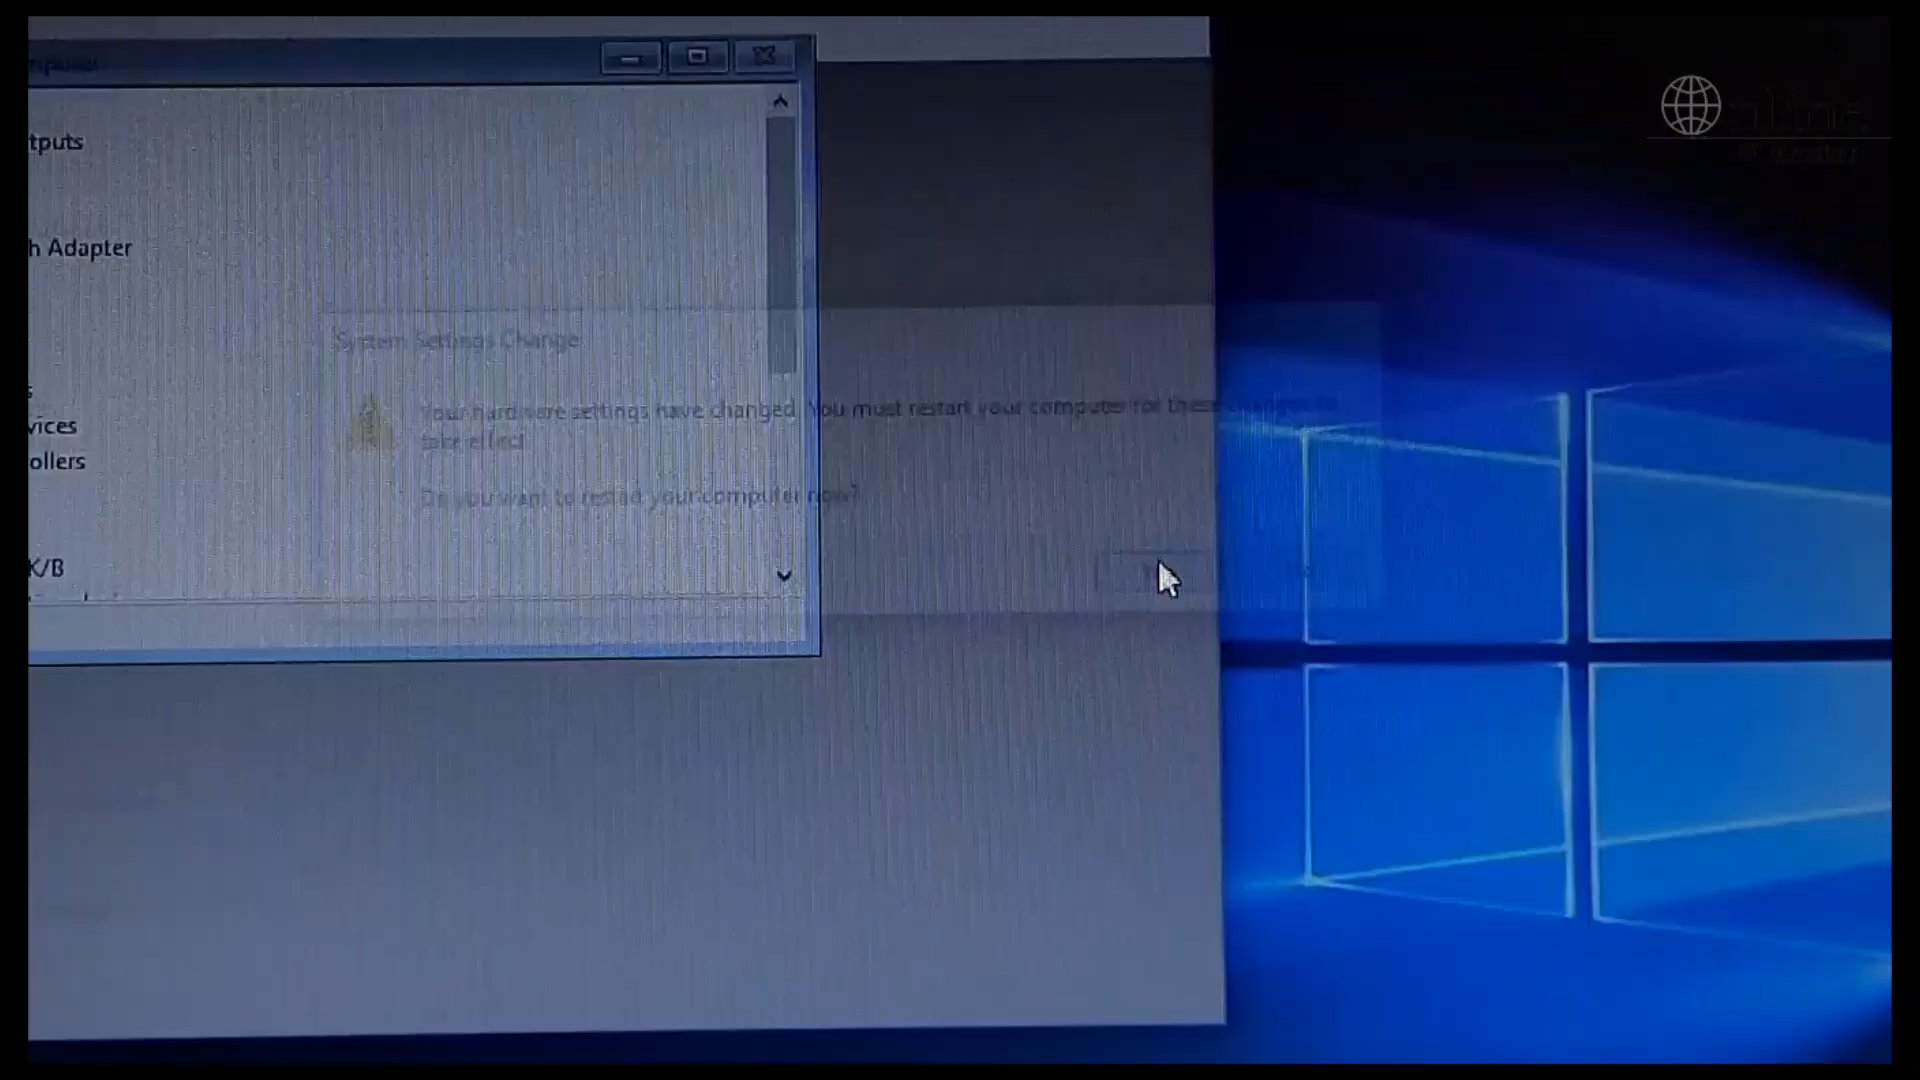 tputs
h Adapter
System Settings Change
Your hardware settings have changed. You must restart your computer for these changes to
take effect
vices
ollers
Do you want to restart your computer now?
K/B